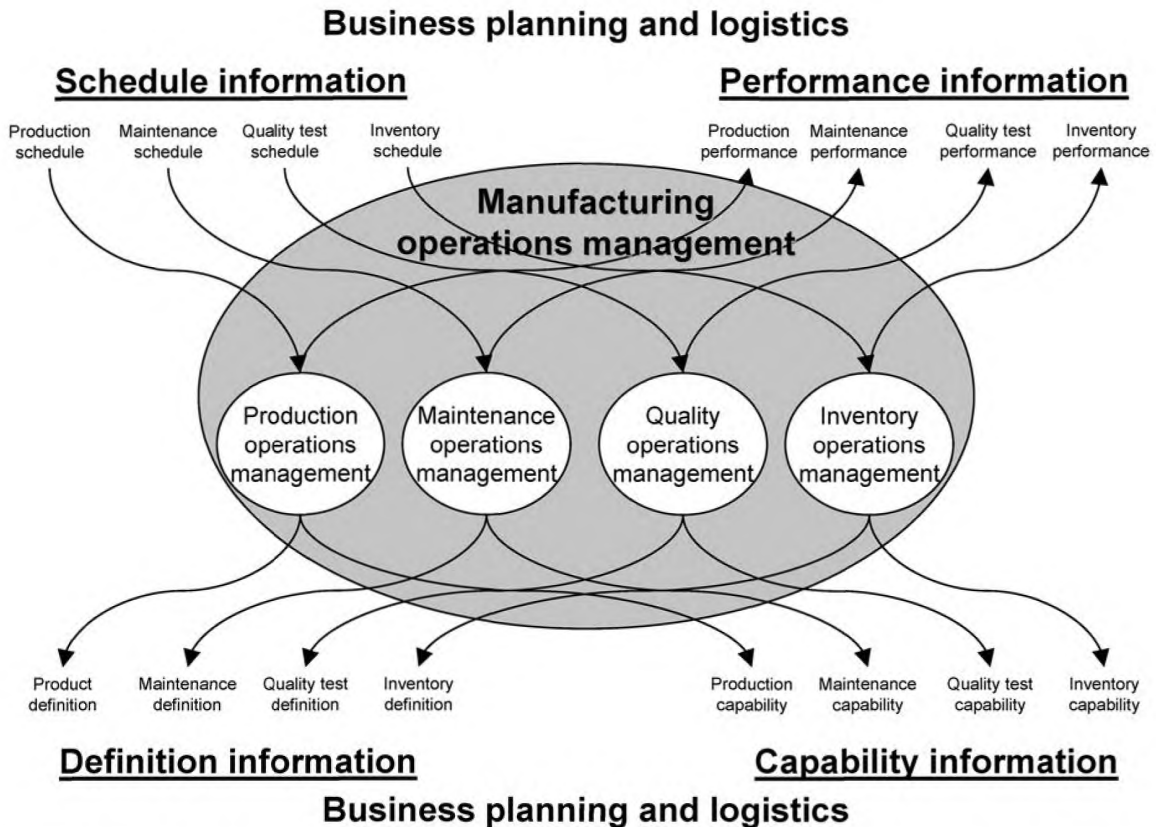 Business planning and logistics
Schedule information
Performance information
Production
schedule
Maintenance
schedule
Quality test
schedule
Inventory
schedule
Production
performance
Maintenance
performance
Quality test
performance
Inventory
performance
Manufacturing
operations management
Production
operations
management
Maintenance
operations
management
Quality
operations
management
Inventory
operations
management
Product
definition
Maintenance
definition
Quality test
definition
Inventory
definition
Production
capability
Maintenance
capability
Quality test
capability
Inventory
capability
Definition information
Capability information
Business planning and logistics